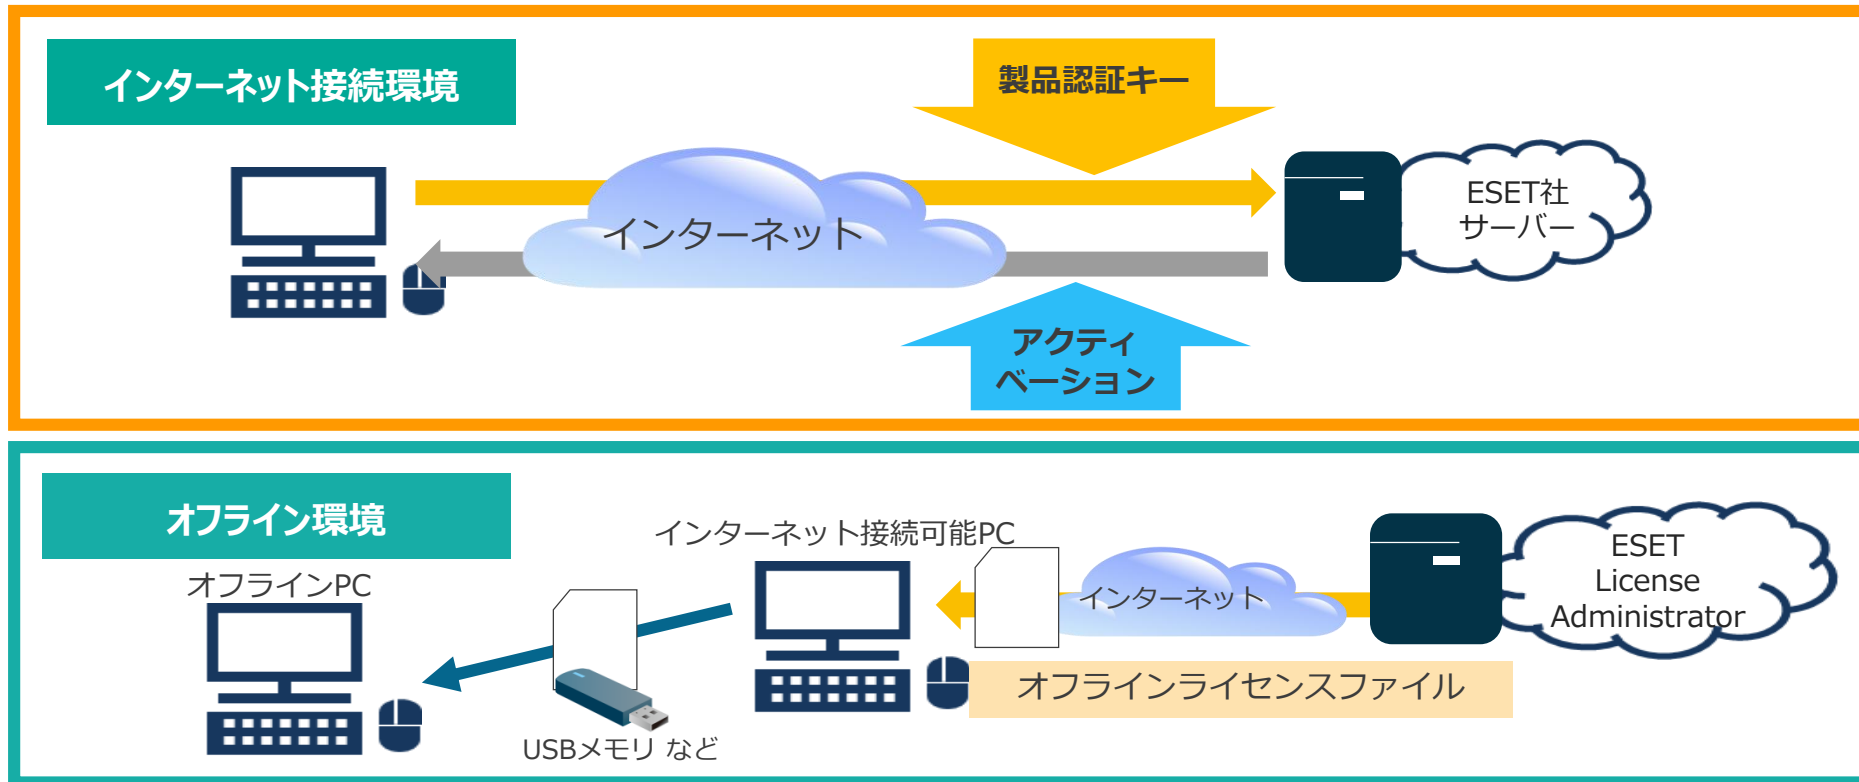 インターネット接続環境
製品認証キー
インターネット
ESET社
サーバー
アクティ
ベーション
オフライン環境
オフラインPC
インターネット接続可能PC
インターネット
ESET
License
Administrator
オフラインライセンスファイル
USBメモリ など